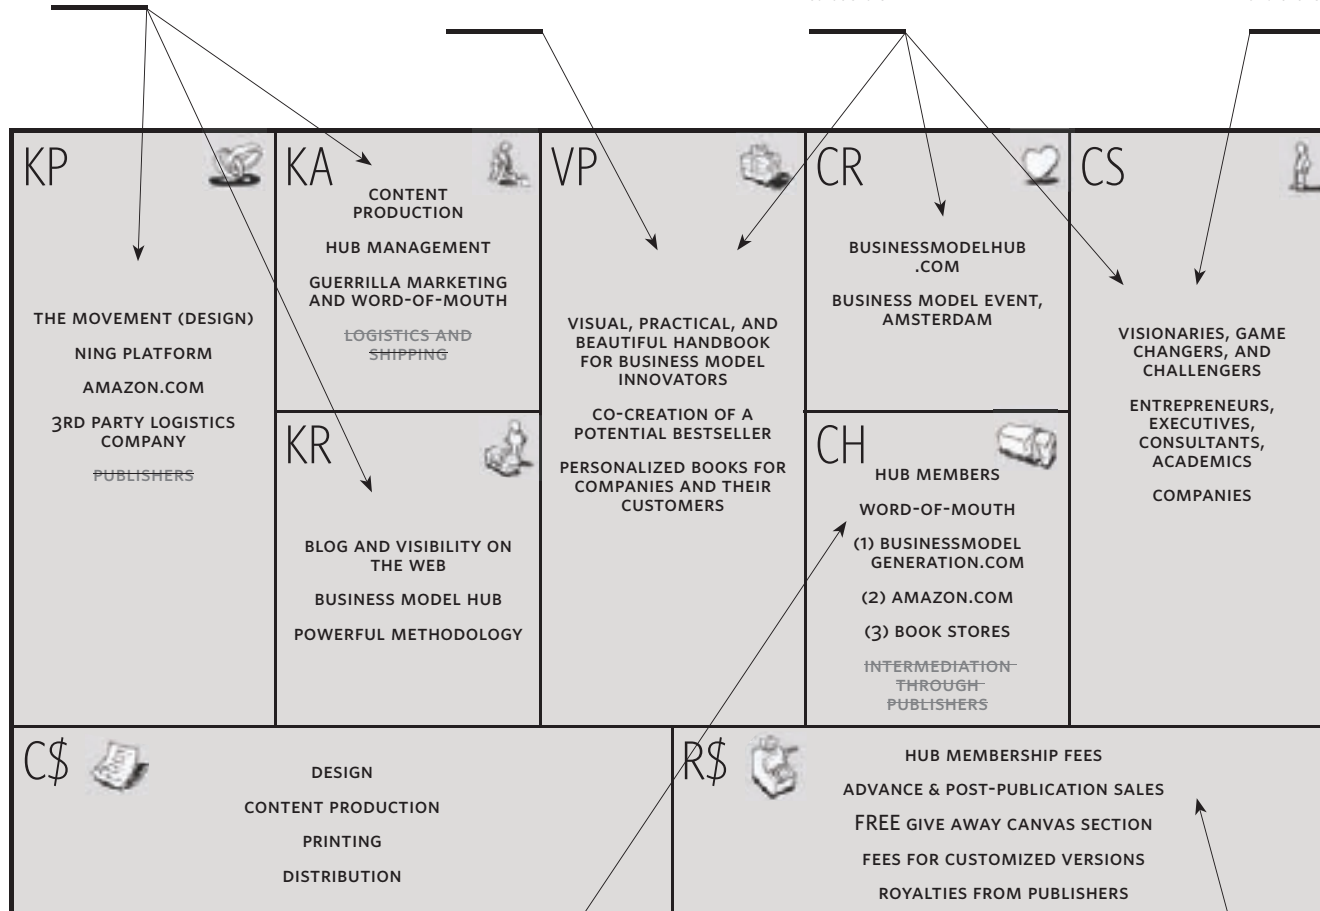 KP
THE MOVEMENT (DESIGN)
NING PLATFORM
AMAZON.COM
3RD PARTY LOGISTICS
COMPANY
PUBLISHERS
KA
CONTENT
PRODUCTION
HUB MANAGEMENT
GUERRILLA MARKETING
AND WORD-OF-MOUTH
LOGISTICS AND
SHIPPING
KR
BLOG AND VISIBILITY ON
THE WEB
BUSINESS MODEL HUB
POWERFUL METHODOLOGY
VP
VISUAL, PRACTICAL, AND
BEAUTIFUL HANDBOOK
FOR BUSINESS MODEL
INNOVATORS
CO-CREATION OF A
POTENTIAL BESTSELLER
PERSONALIZED BOOKS FOR
COMPANIES AND THEIR
CUSTOMERS
CR
BUSINESSMODELHUB
.COM
BUSINESS MODEL EVENT,
AMSTERDAM
CH
HUB MEMBERS
WORD-OF-MOUTH
(1) BUSINESSMODEL
GENERATION.COM
(2) AMAZON.COM
(3) BOOK STORES
INTERMEDIATION
THROUGH
PUBLISHERS
CS
VISIONARIES, GAME
CHANGERS, AND
CHALLENGERS
ENTREPRENEURS,
EXECUTIVES,
CONSULTANTS,
ACADEMICS
COMPANIES
C$
DESIGN
CONTENT PRODUCTION
PRINTING
DISTRIBUTION
R$
HUB MEMBERSHIP FEES
ADVANCE & POST-PUBLICATION SALES
FREE GIVE AWAY CANVAS SECTION
FEES FOR CUSTOMIZED VERSIONS
ROYALTIES FROM PUBLISHERS